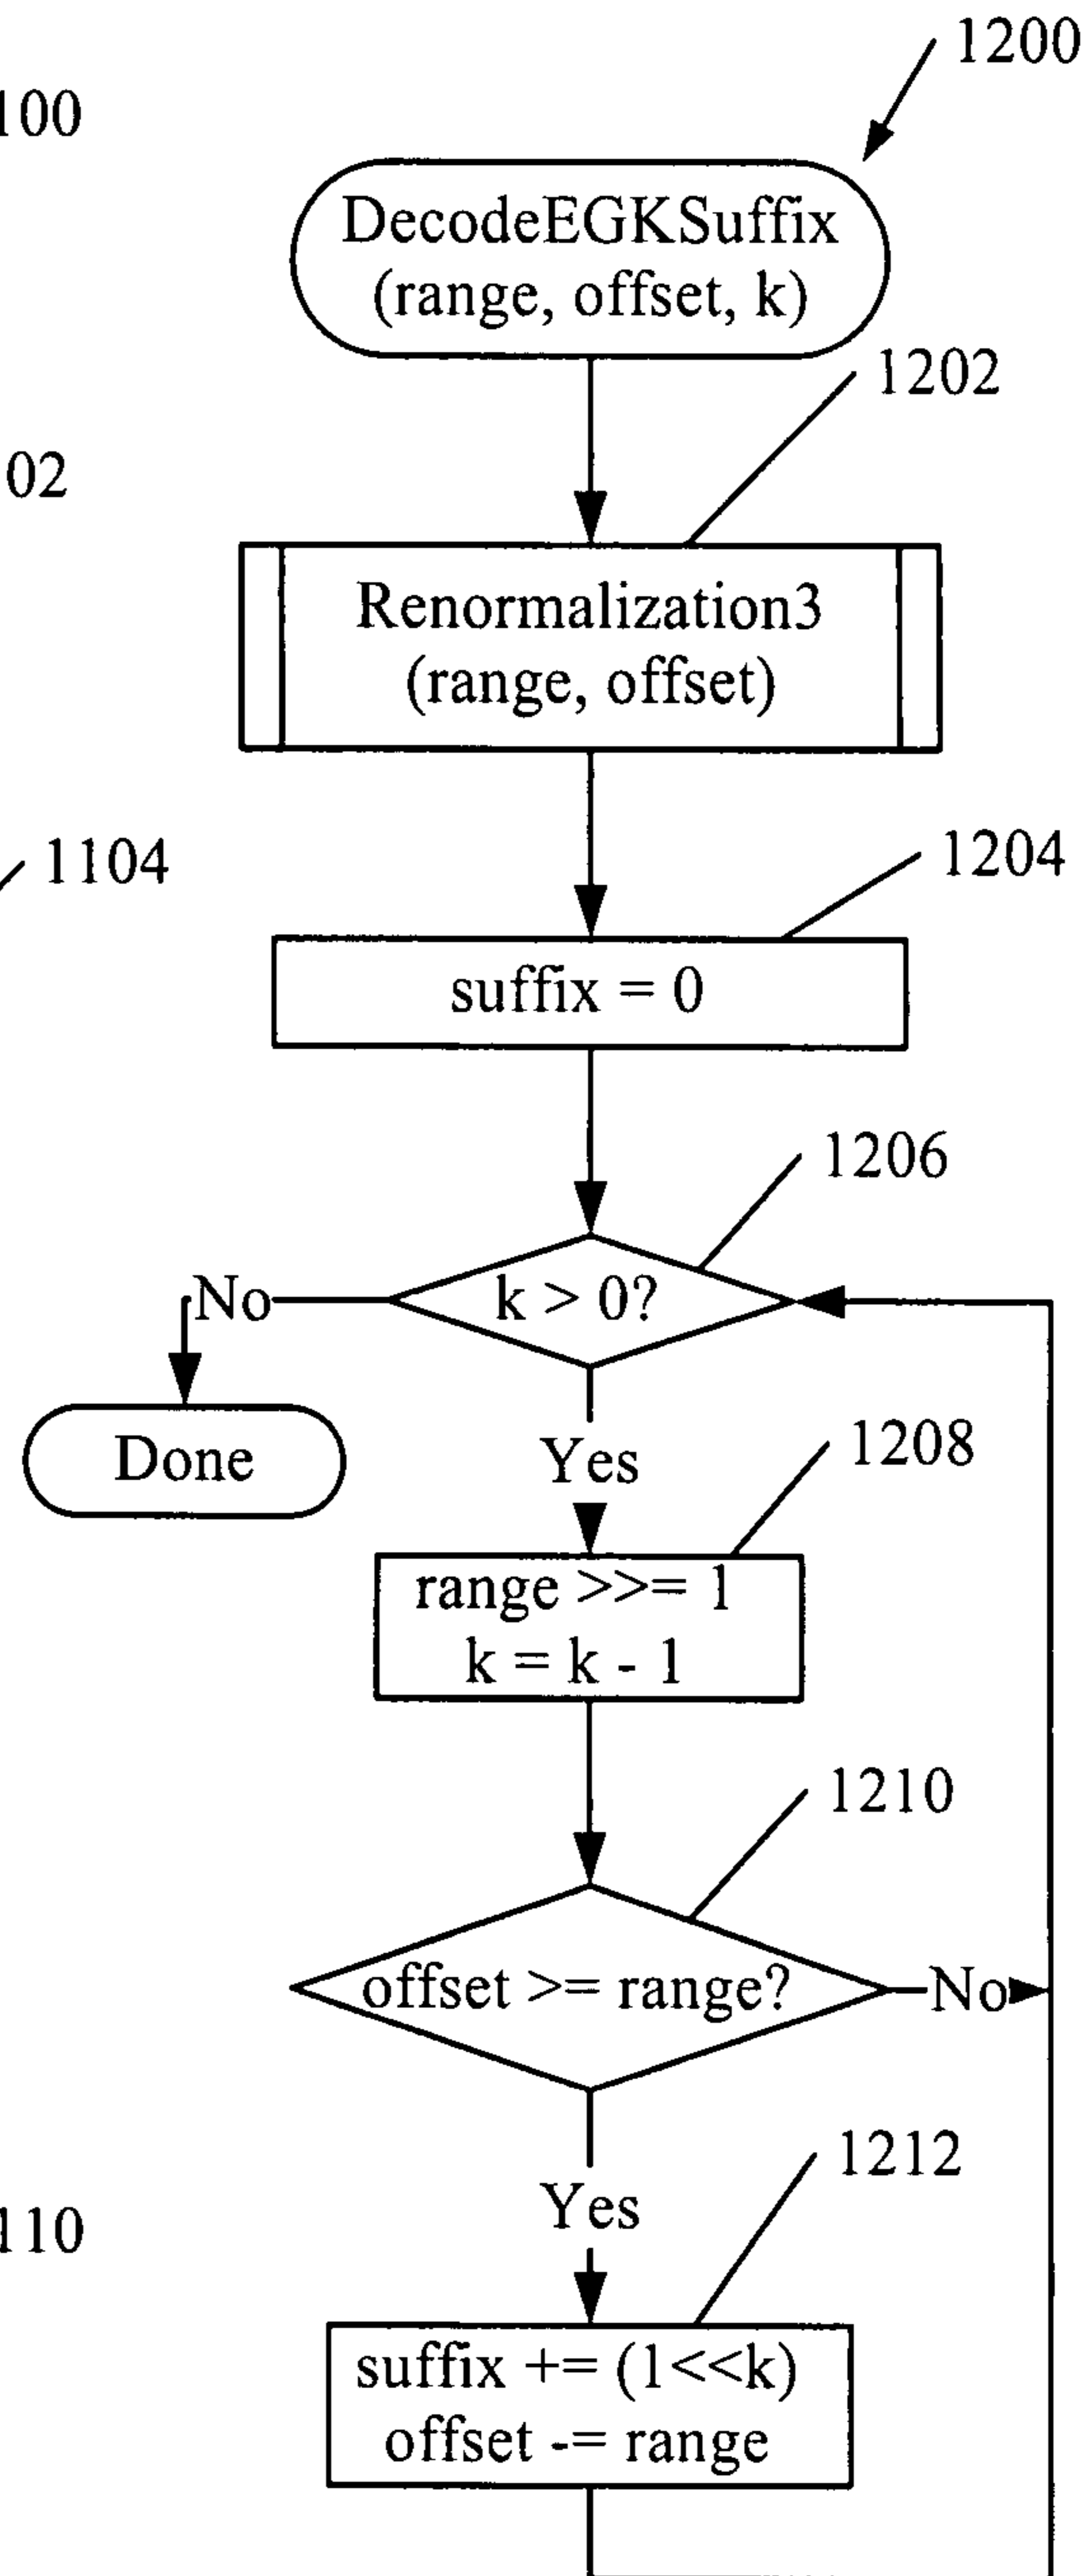 1200
100
DecodeEGKSuffix
(range, offset, k)
1202
02
Renormalization3
(range, offset)
1204
1104
suffix = 0
1206
k > 0?
No
Done
Yes
1208
range >>= 1
k = k - 1
1210
offset >= range?
No
1212
Yes
110
suffix += (1<<k)
offset -= range